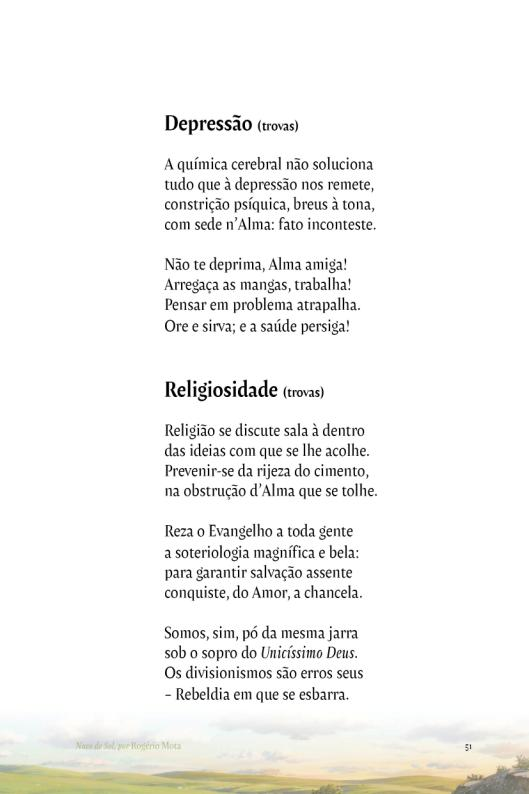 Depressão (trovas)
A química cerebral não soluciona
tudo que à depressão nos remete,
constrição psíquica, breus à tona,
com sede n’Alma: fato inconteste.
Não te deprima, Alma amiga!
Arregaça as mangas, trabalha!
Pensar em problema atrapalha.
Ore e sirva; e a saúde persiga!
Religiosidade (trovas)
Religião se discute sala à dentro
das ideias com que se lhe acolhe.
Prevenir-se da rijeza do cimento,
na obstrução d’Alma que se tolhe.
Reza o Evangelho a toda gente
a soteriologia magnífica e bela:
para garantir salvação assente
conquiste, do Amor, a chancela.
Somos, sim, pó da mesma jarra
sob o sopro do Unicíssimo Deus.
Os divisionismos são erros seus
– Rebeldia em que se esbarra.
de Sol, por Rogério Mota
51